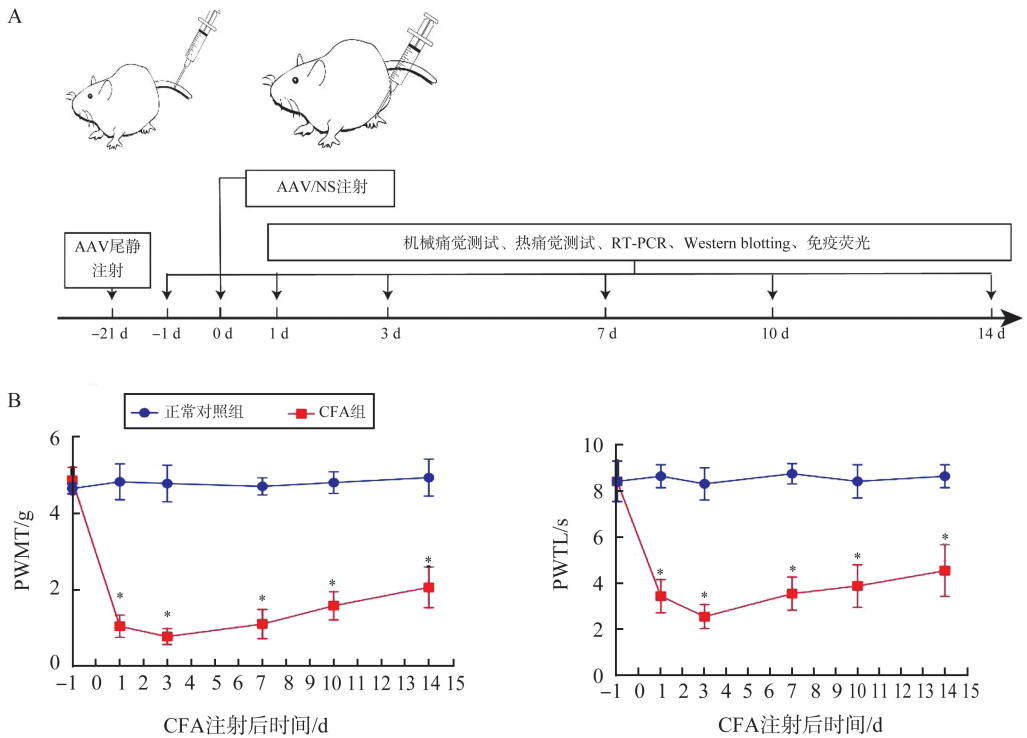 A
AAV/NS注射
AAV尾静
注射
机械痛觉测试、热痛觉测试、RT-PCR、Western blotting、免疫荧光
−21 d
−1 d
0 d
1 d
3 d
7 d
10 d
14 d
B
正常对照组
CFA组
PWMT/g
6
4
2
0
* * * * *
−1 0 1 2 3 4 5 6 7 8 9 10 11 12 13 14 15
CFA注射后时间/d
PWTL/s
10
8
6
4
2
0
* * * * *
−1 0 1 2 3 4 5 6 7 8 9 10 11 12 13 14 15
CFA注射后时间/d